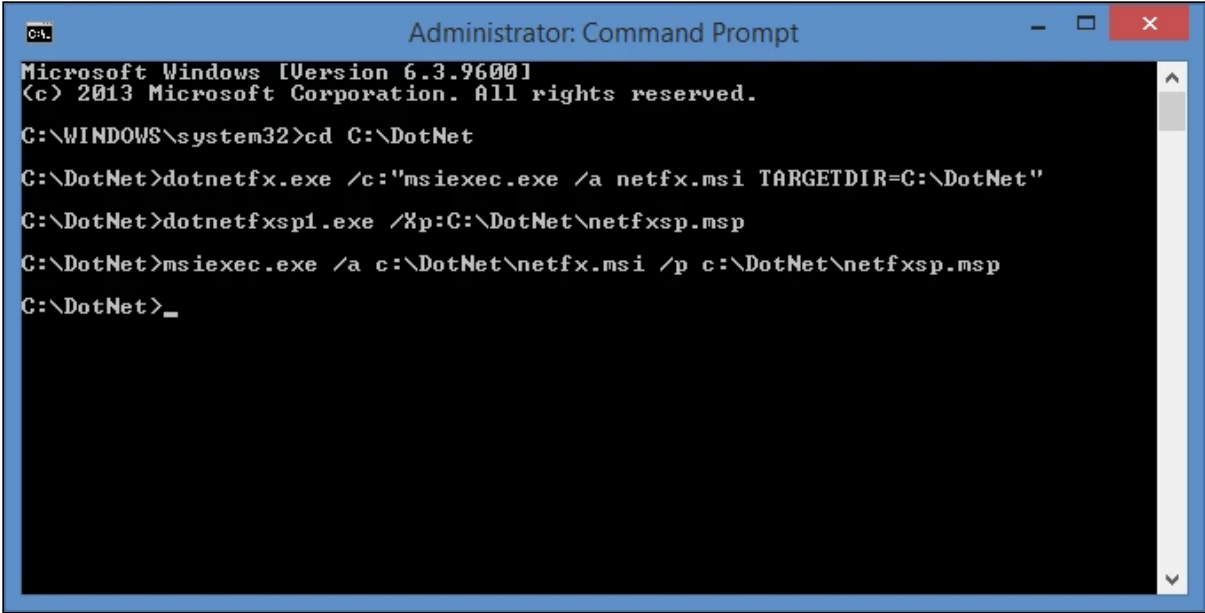 Administrator: Command Prompt
Microsoft Windows [Version 6.3.9600]
(c) 2013 Microsoft Corporation. All rights reserved.
C:\WINDOWS\system32>cd C:\DotNet
C:\DotNet>dotnetfx.exe /c:"msiexec.exe /a netfx.msi TARGETDIR=C:\DotNet"
C:\DotNet>dotnetfxsp1.exe /Xp:C:\DotNet\netfxsp.msp
C:\DotNet>msiexec.exe /a c:\DotNet\netfx.msi /p c:\DotNet\netfxsp.msp
C:\DotNet>_